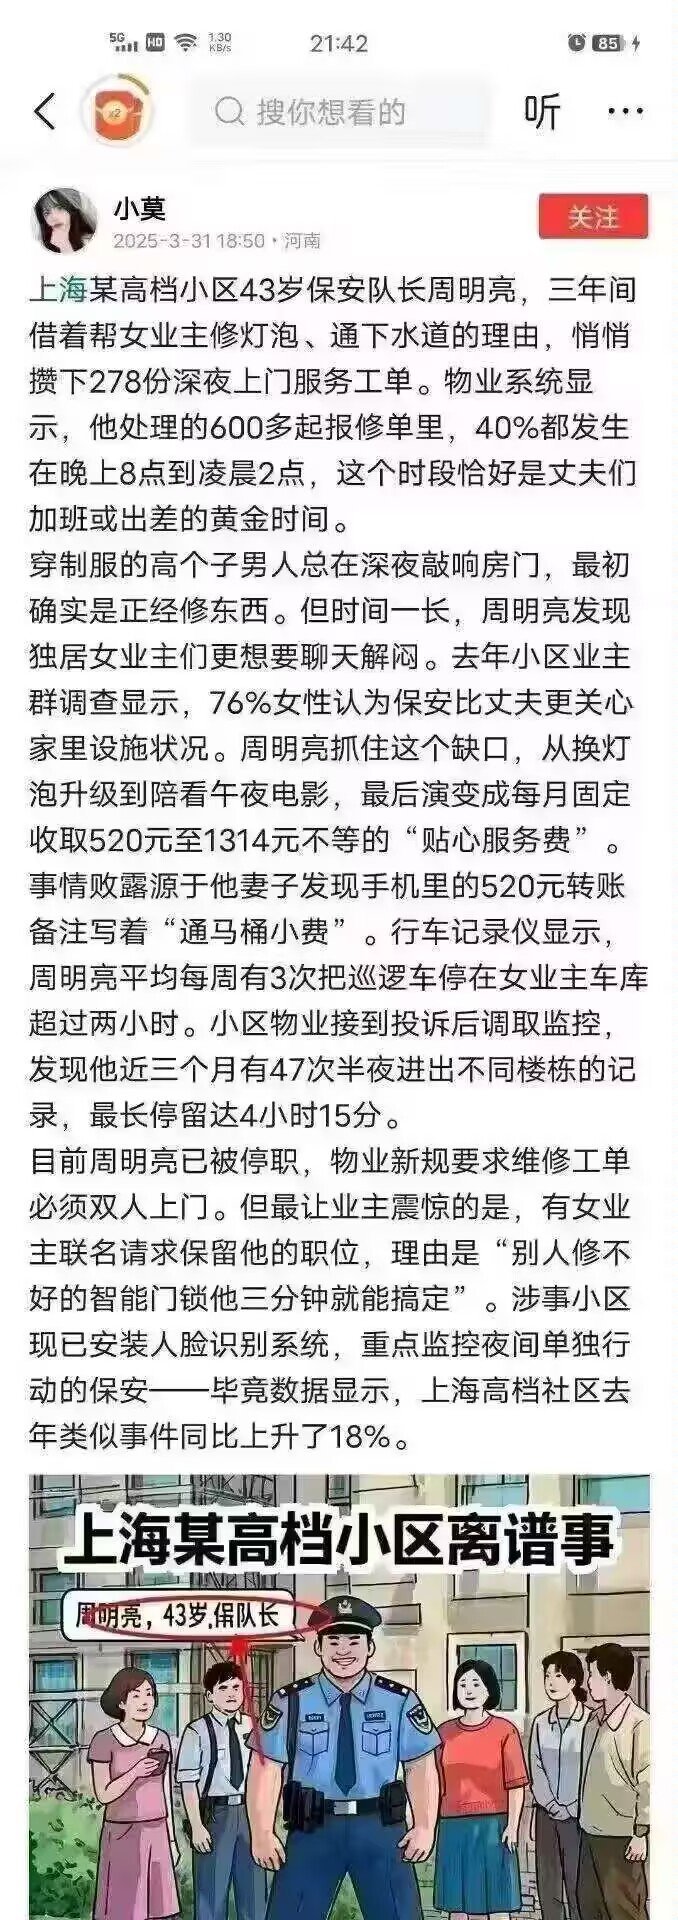 5G HD 1.30 KB/s 21:42 85
x2 搜你想看的 听 ···
小莫
2025-3-31 18:50·河南
关注
上海某高档小区43岁保安队长周明亮，三年间
借着帮女业主修灯泡、通下水道的理由，悄悄
攒下278份深夜上门服务工单。物业系统显
示，他处理的600多起报修单里，40%都发生
在晚上8点到凌晨2点，这个时段恰好是丈夫们
加班或出差的黄金时间。
穿制服的高个子男人总在深夜敲响房门，最初
确实是正经修东西。但时间一长，周明亮发现
独居女业主们更想要聊天解闷。去年小区业主
群调查显示，76%女性认为保安比丈夫更关心
家里设施状况。周明亮抓住这个缺口，从换灯
泡升级到陪看午夜电影，最后演变成每月固定
收取520元至1314元不等的“贴心服务费”。
事情败露源于他妻子发现手机里的520元转账
备注写着“通马桶小费”。行车记录仪显示，
周明亮平均每周有3次把巡逻车停在女业主车库
超过两小时。小区物业接到投诉后调取监控，
发现他近三个月有47次半夜进出不同楼栋的记
录，最长停留达4小时15分。
目前周明亮已被停职，物业新规要求维修工单
必须双人上门。但最让业主震惊的是，有女业
主联名请求保留他的职位，理由是“别人修不
好的智能门锁他三分钟就能搞定”。涉事小区
现已安装人脸识别系统，重点监控夜间单独行
动的保安——毕竟数据显示，上海高档社区去
年类似事件同比上升了18%。
上海某高档小区离谱事
周明亮，43岁,保队长